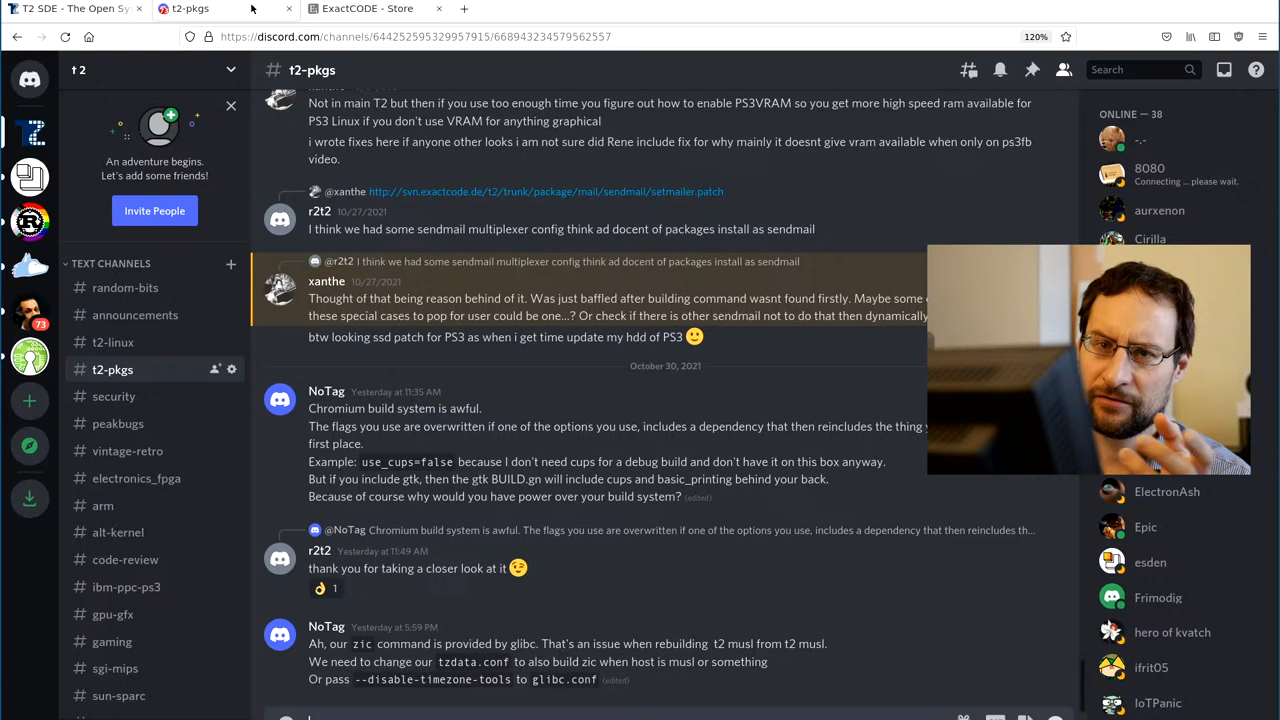 T2 SDE - The Open Sy
t2-pkgs
ExactCODE - Store
https://discord.com/channels/644252595329957915/668943234579562557
120%
t 2
t2-pkgs
Search
An adventure begins.
Let's add some friends!
Invite People
TEXT CHANNELS
random-bits
announcements
t2-linux
t2-pkgs
security
peakbugs
vintage-retro
electronics_fpga
arm
alt-kernel
code-review
ibm-ppc-ps3
gpu-gfx
gaming
sgi-mips
sun-sparc
73
Not in main T2 but then if you use too enough time you figure out how to enable PS3VRAM so you get more high speed ram available for
PS3 Linux if you don't use VRAM for anything graphical
i wrote fixes here if anyone other looks i am not sure did Rene include fix for why mainly it doesnt give vram available when only on ps3fb
video.
@xanthe http://svn.exactcode.de/t2/trunk/package/mail/sendmail/setmailer.patch
r2t2 10/27/2021
I think we had some sendmail multiplexer config think ad docent of packages install as sendmail
@r2t2 I think we had some sendmail multiplexer config think ad docent of packages install as sendmail
xanthe 10/27/2021
Thought of that being reason behind of it. Was just baffled after building command wasnt found firstly. Maybe some
these special cases to pop for user could be one...? Or check if there is other sendmail not to do that then dynamically
btw looking ssd patch for PS3 as when i get time update my hdd of PS3 🙂
October 30, 2021
NoTag Yesterday at 11:35 AM
Chromium build system is awful.
The flags you use are overwritten if one of the options you use, includes a dependency that then reincludes the thing
first place.
Example: use_cups=false because I don't need cups for a debug build and don't have it on this box anyway.
But if you include gtk, then the gtk BUILD.gn will include cups and basic_printing behind your back.
Because of course why would you have power over your build system? (edited)
@NoTag Chromium build system is awful. The flags you use are overwritten if one of the options you use, includes a dependency that then reincludes th...
r2t2 Yesterday at 11:49 AM
thank you for taking a closer look at it 😉
👌 1
NoTag Yesterday at 5:59 PM
Ah, our zic command is provided by glibc. That's an issue when rebuilding t2 musl from t2 musl.
We need to change our tzdata.conf to also build zic when host is musl or something
Or pass --disable-timezone-tools to glibc.conf (edited)
ONLINE — 38
-.-
8080
Connecting ... please wait.
aurxenon
Cirilla
ElectronAsh
Epic
esden
Frimodig
hero of kvatch
ifrit05
IoTPanic